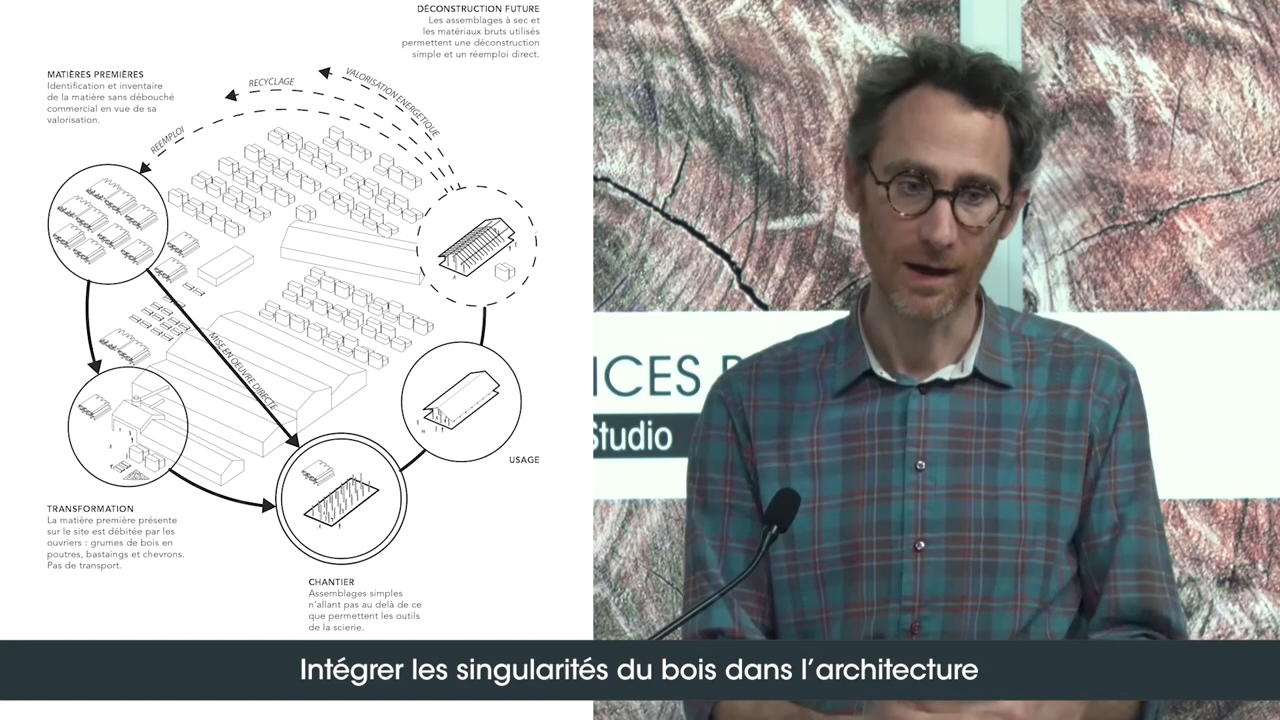 DÉCONSTRUCTION FUTURE
Les assemblages à sec et
les matériaux bruts utilisés
permettent une déconstruction
simple et un réemploi direct.
MATIÈRES PREMIÈRES
Identification et inventaire
de la matière sans débouché
commercial en vue de sa
valorisation.
RÉEMPLOI
RECYCLAGE
VALORISATION ENERGÉTIQUE
MISE EN OEUVRE DIRECTE
USAGE
TRANSFORMATION
La matière première présente
sur le site est débitée par les
ouvriers : grumes de bois en
poutres, bastaings et chevrons.
Pas de transport.
CHANTIER
Assemblages simples
n'allant pas au delà de ce
que permettent les outils
de la scierie.
ICES
Studio
Intégrer les singularités du bois dans l'architecture